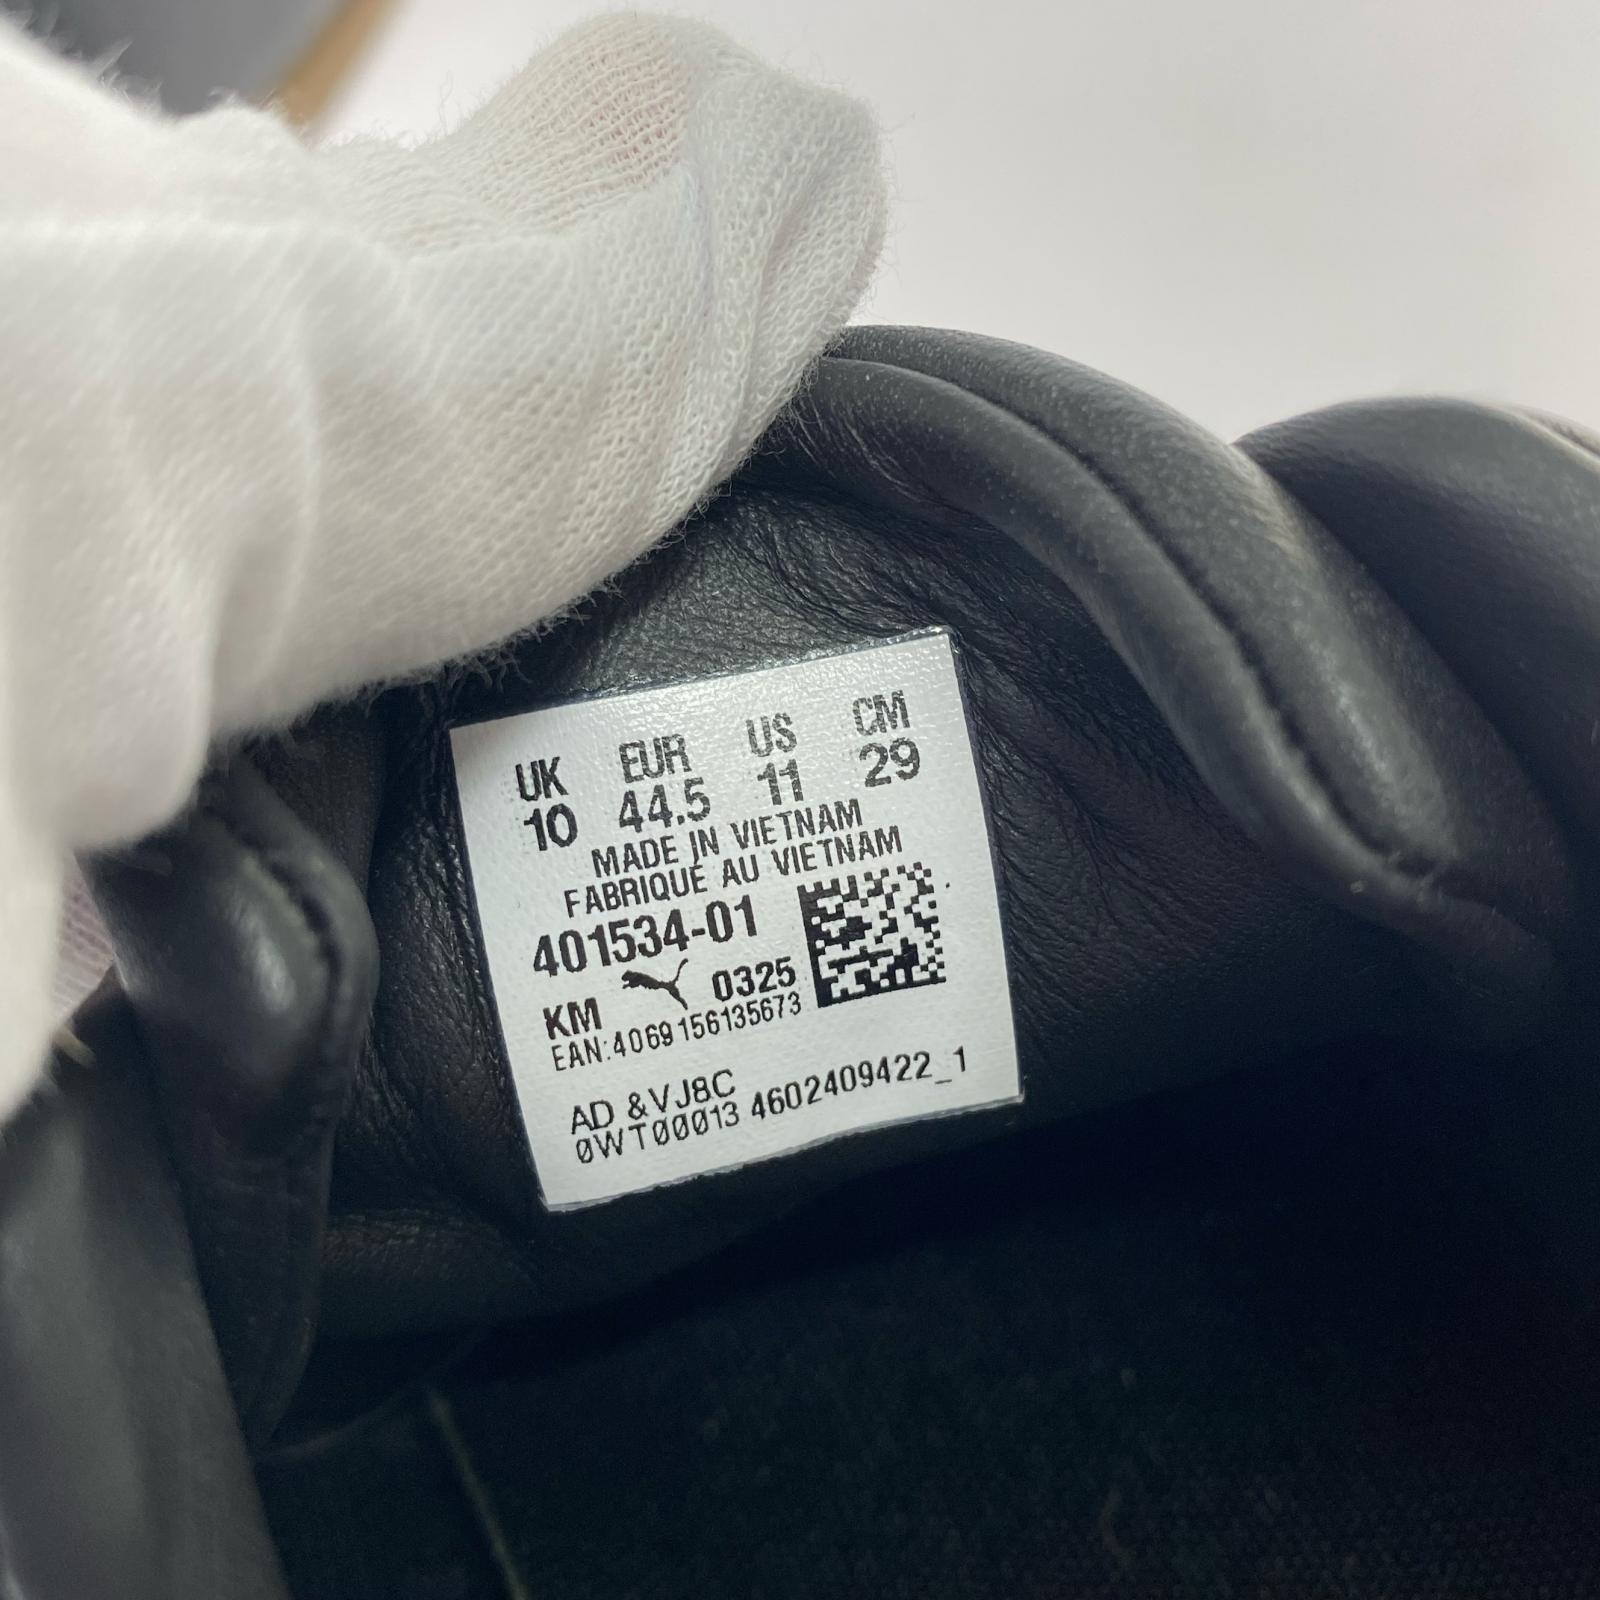 UK EUR US CM
10 44.5 11 29
MADE IN VIETNAM
FABRIQUÉ AU VIETNAM
401534-01
KM 0325
EAN:4069156135673
AD &VJ8C
0WT00013 4602409422_1